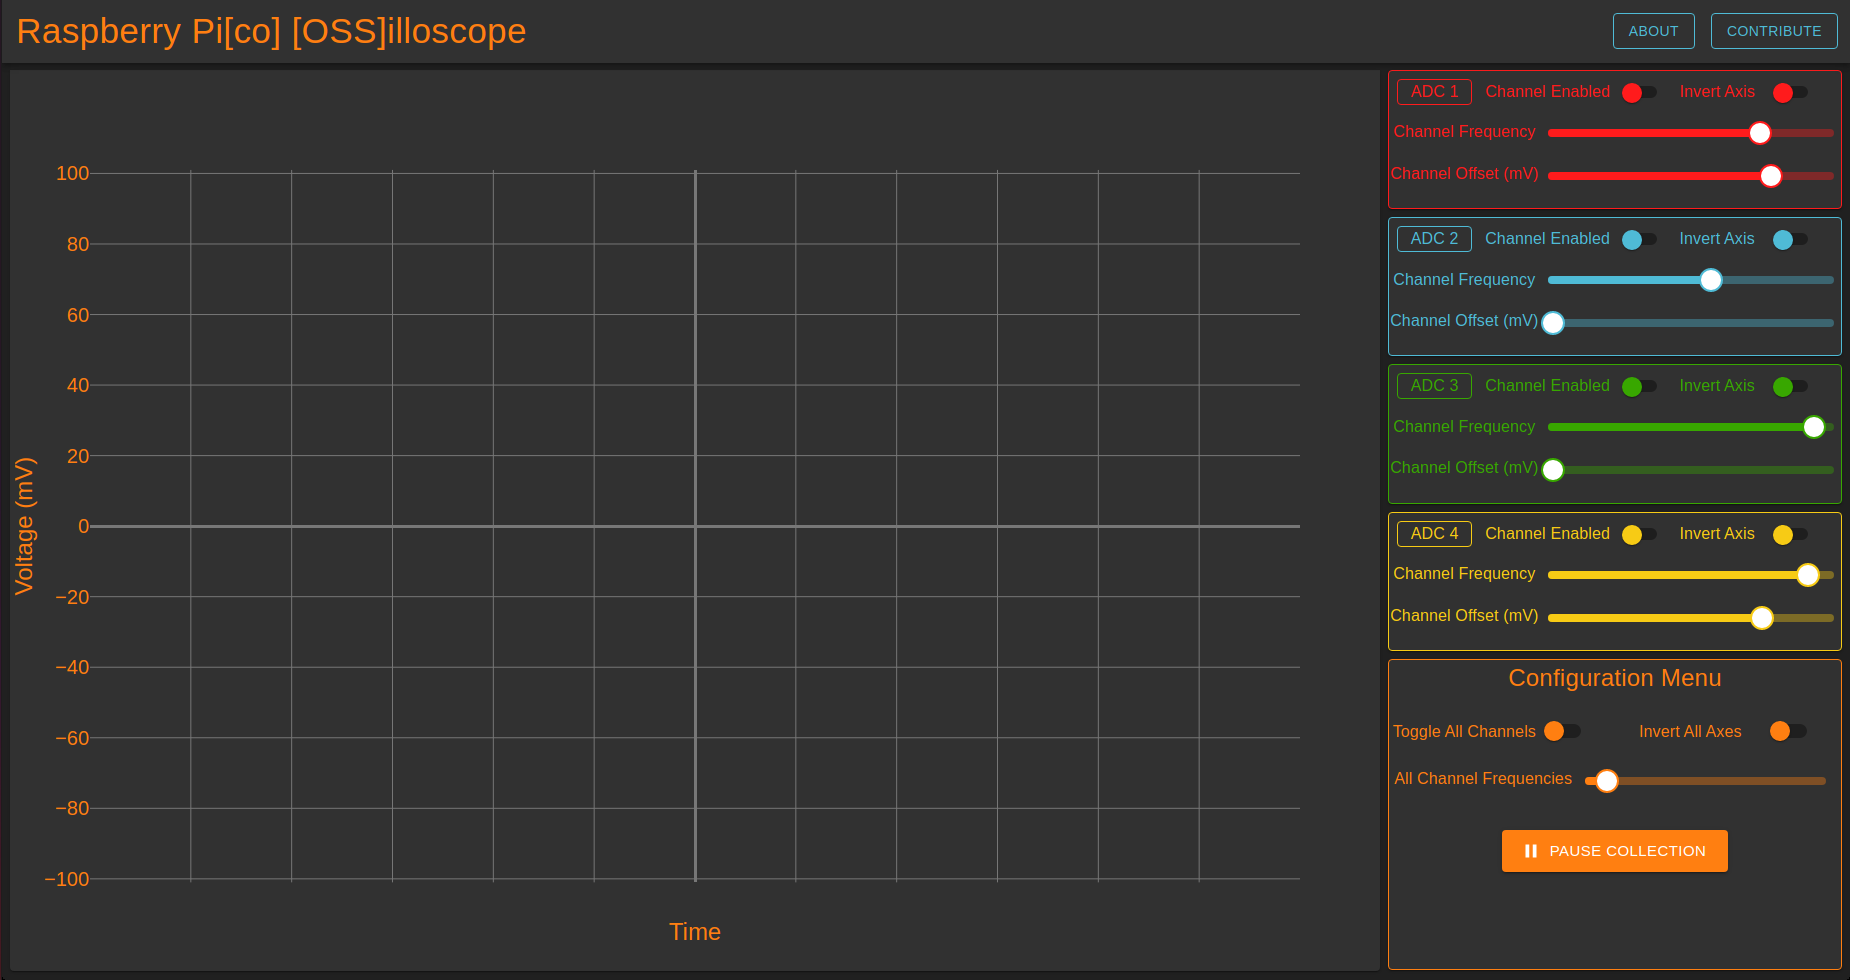 Raspberry Pi[co] [OSS]illoscope
ABOUT
CONTRIBUTE
100
80
60
40
20
0
−20
−40
−60
−80
−100
Voltage (mV)
Time
ADC 1 Channel Enabled Invert Axis
Channel Frequency
Channel Offset (mV)
ADC 2 Channel Enabled Invert Axis
Channel Frequency
Channel Offset (mV)
ADC 3 Channel Enabled Invert Axis
Channel Frequency
Channel Offset (mV)
ADC 4 Channel Enabled Invert Axis
Channel Frequency
Channel Offset (mV)
Configuration Menu
Toggle All Channels Invert All Axes
All Channel Frequencies
PAUSE COLLECTION